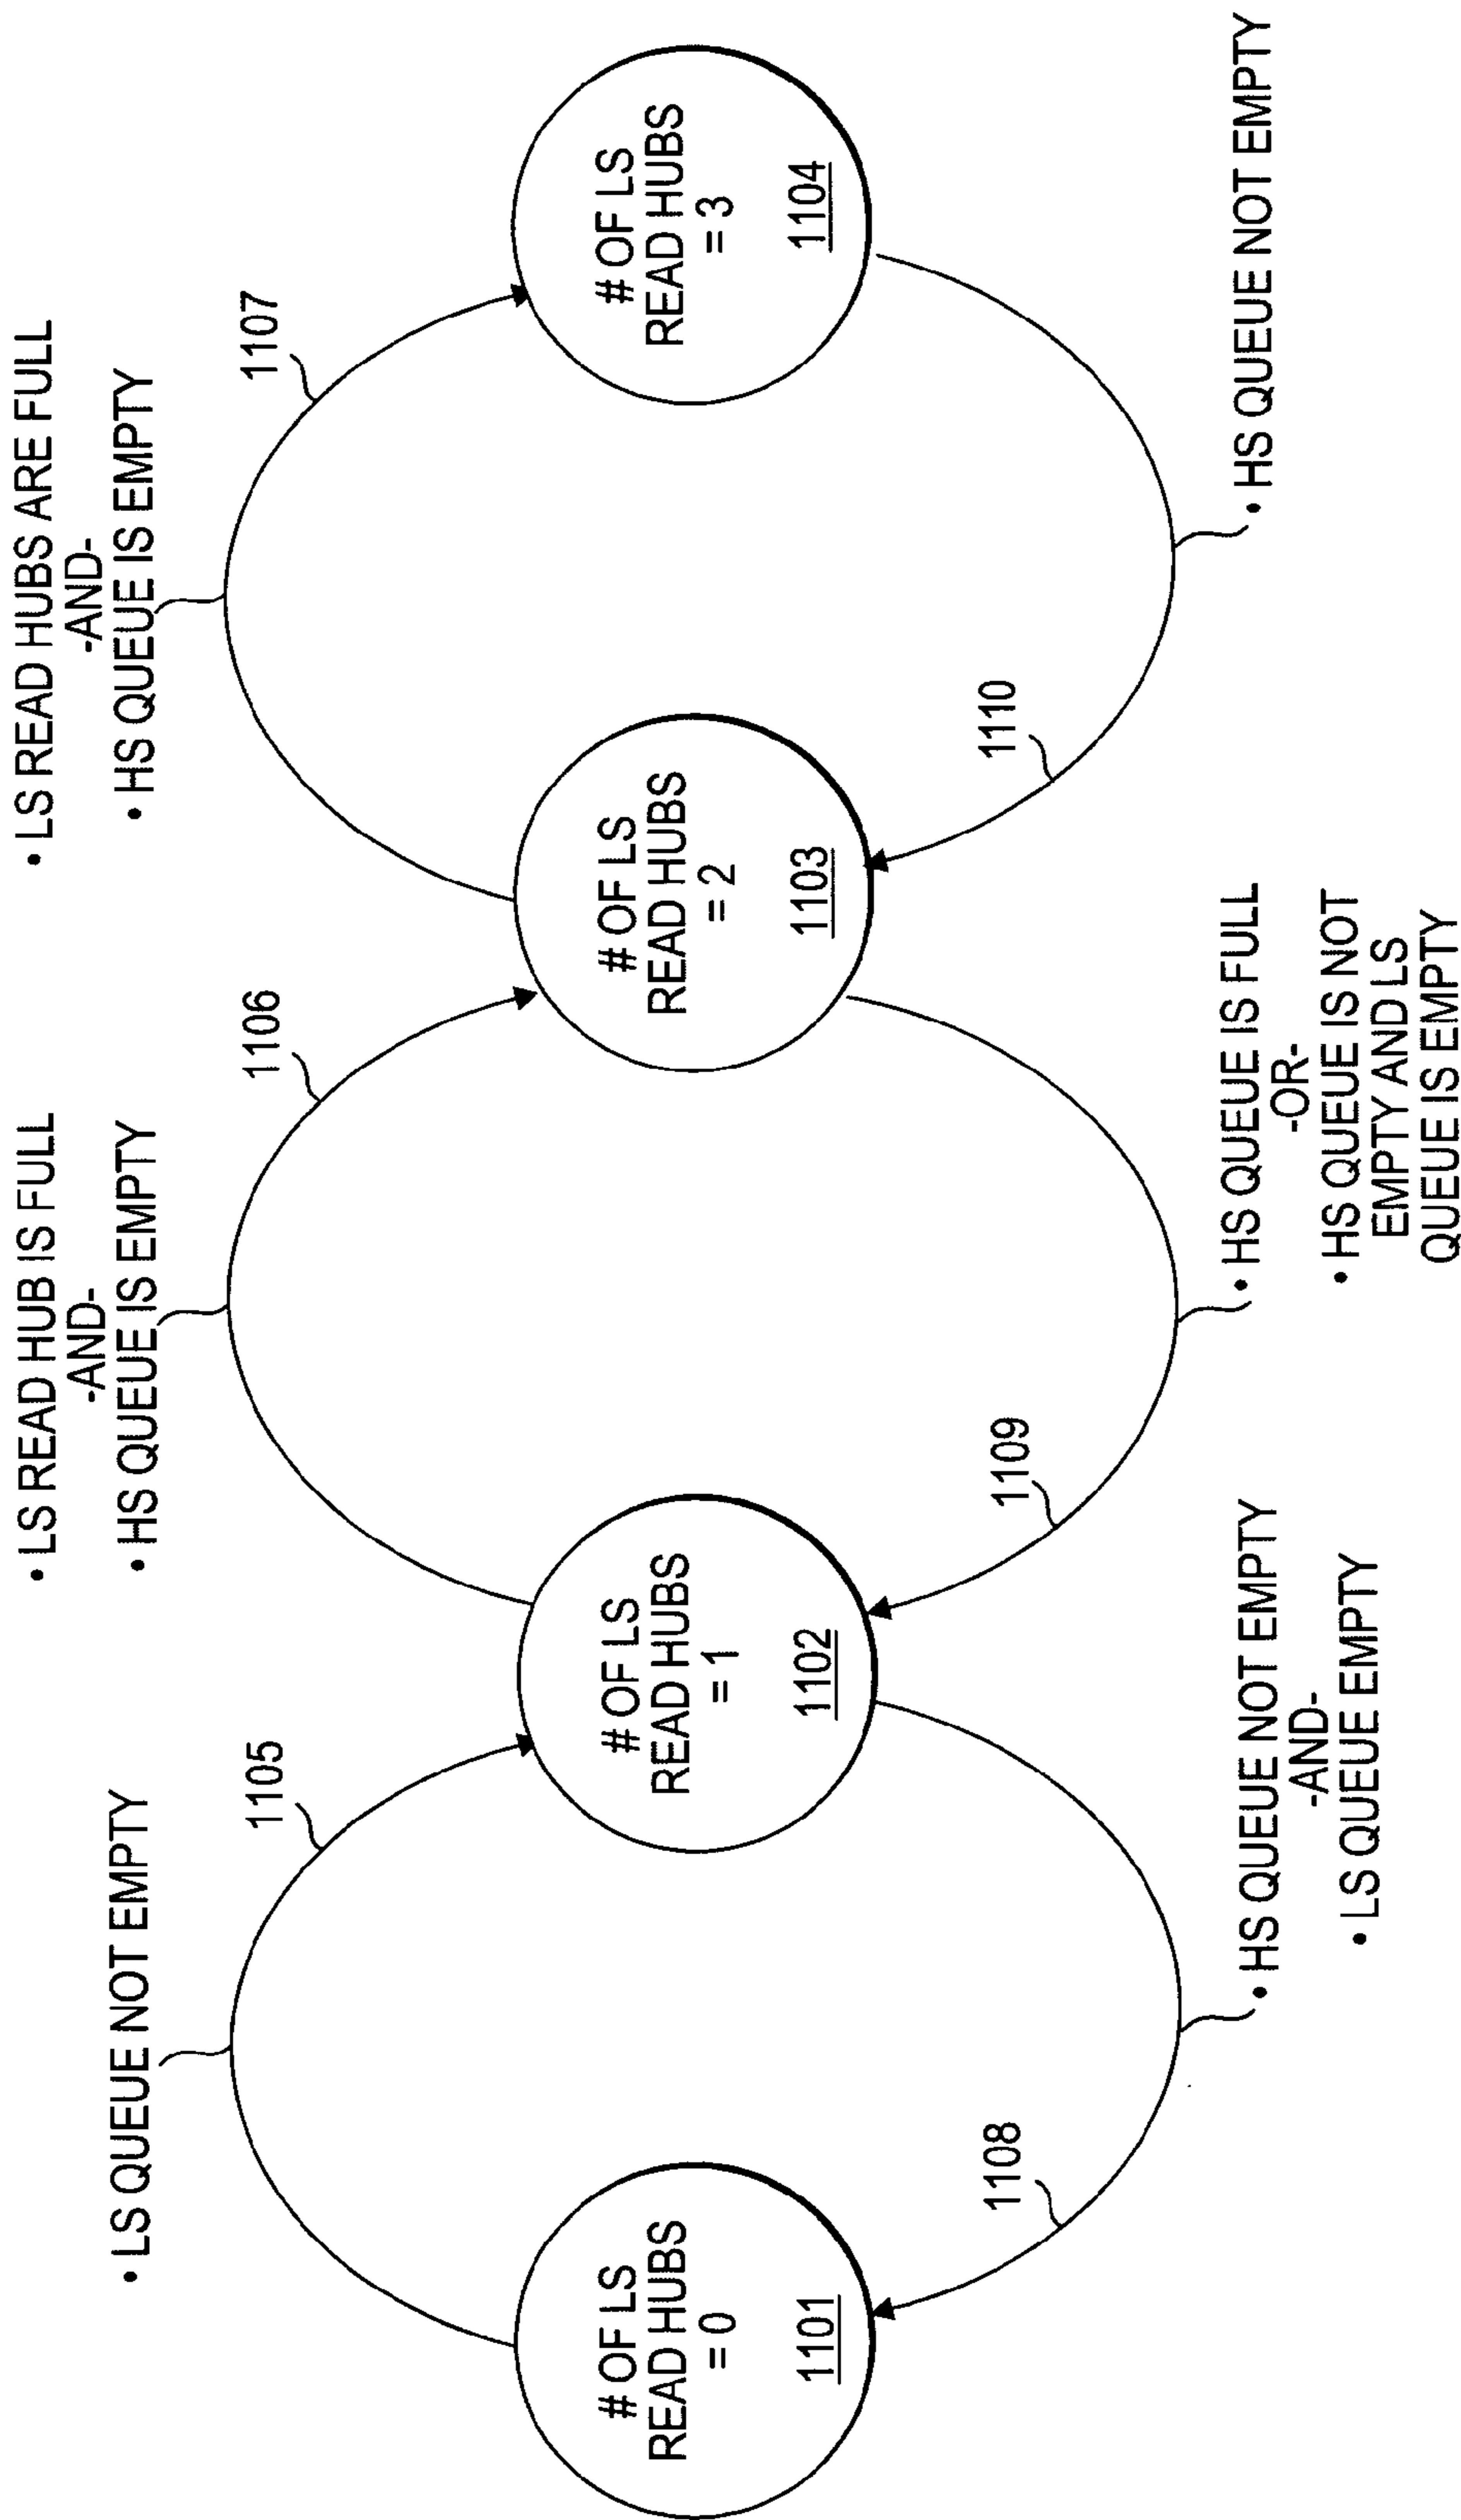 • LS QUEUE NOT EMPTY
1105
• LS READ HUB IS FULL
-AND-
• HS QUEUE IS EMPTY
1106
• LS READ HUBS ARE FULL
-AND-
• HS QUEUE IS EMPTY
1107
# OF LS
READ HUBS
= 0
1101
# OF LS
READ HUBS
= 1
1102
# OF LS
READ HUBS
= 2
1103
# OF LS
READ HUBS
= 3
1104
1108
• HS QUEUE NOT EMPTY
-AND-
• LS QUEUE EMPTY
1109
• HS QUEUE IS FULL
-OR-
• HS QUEUE IS NOT
EMPTY AND LS
QUEUE IS EMPTY
1110
• HS QUEUE NOT EMPTY